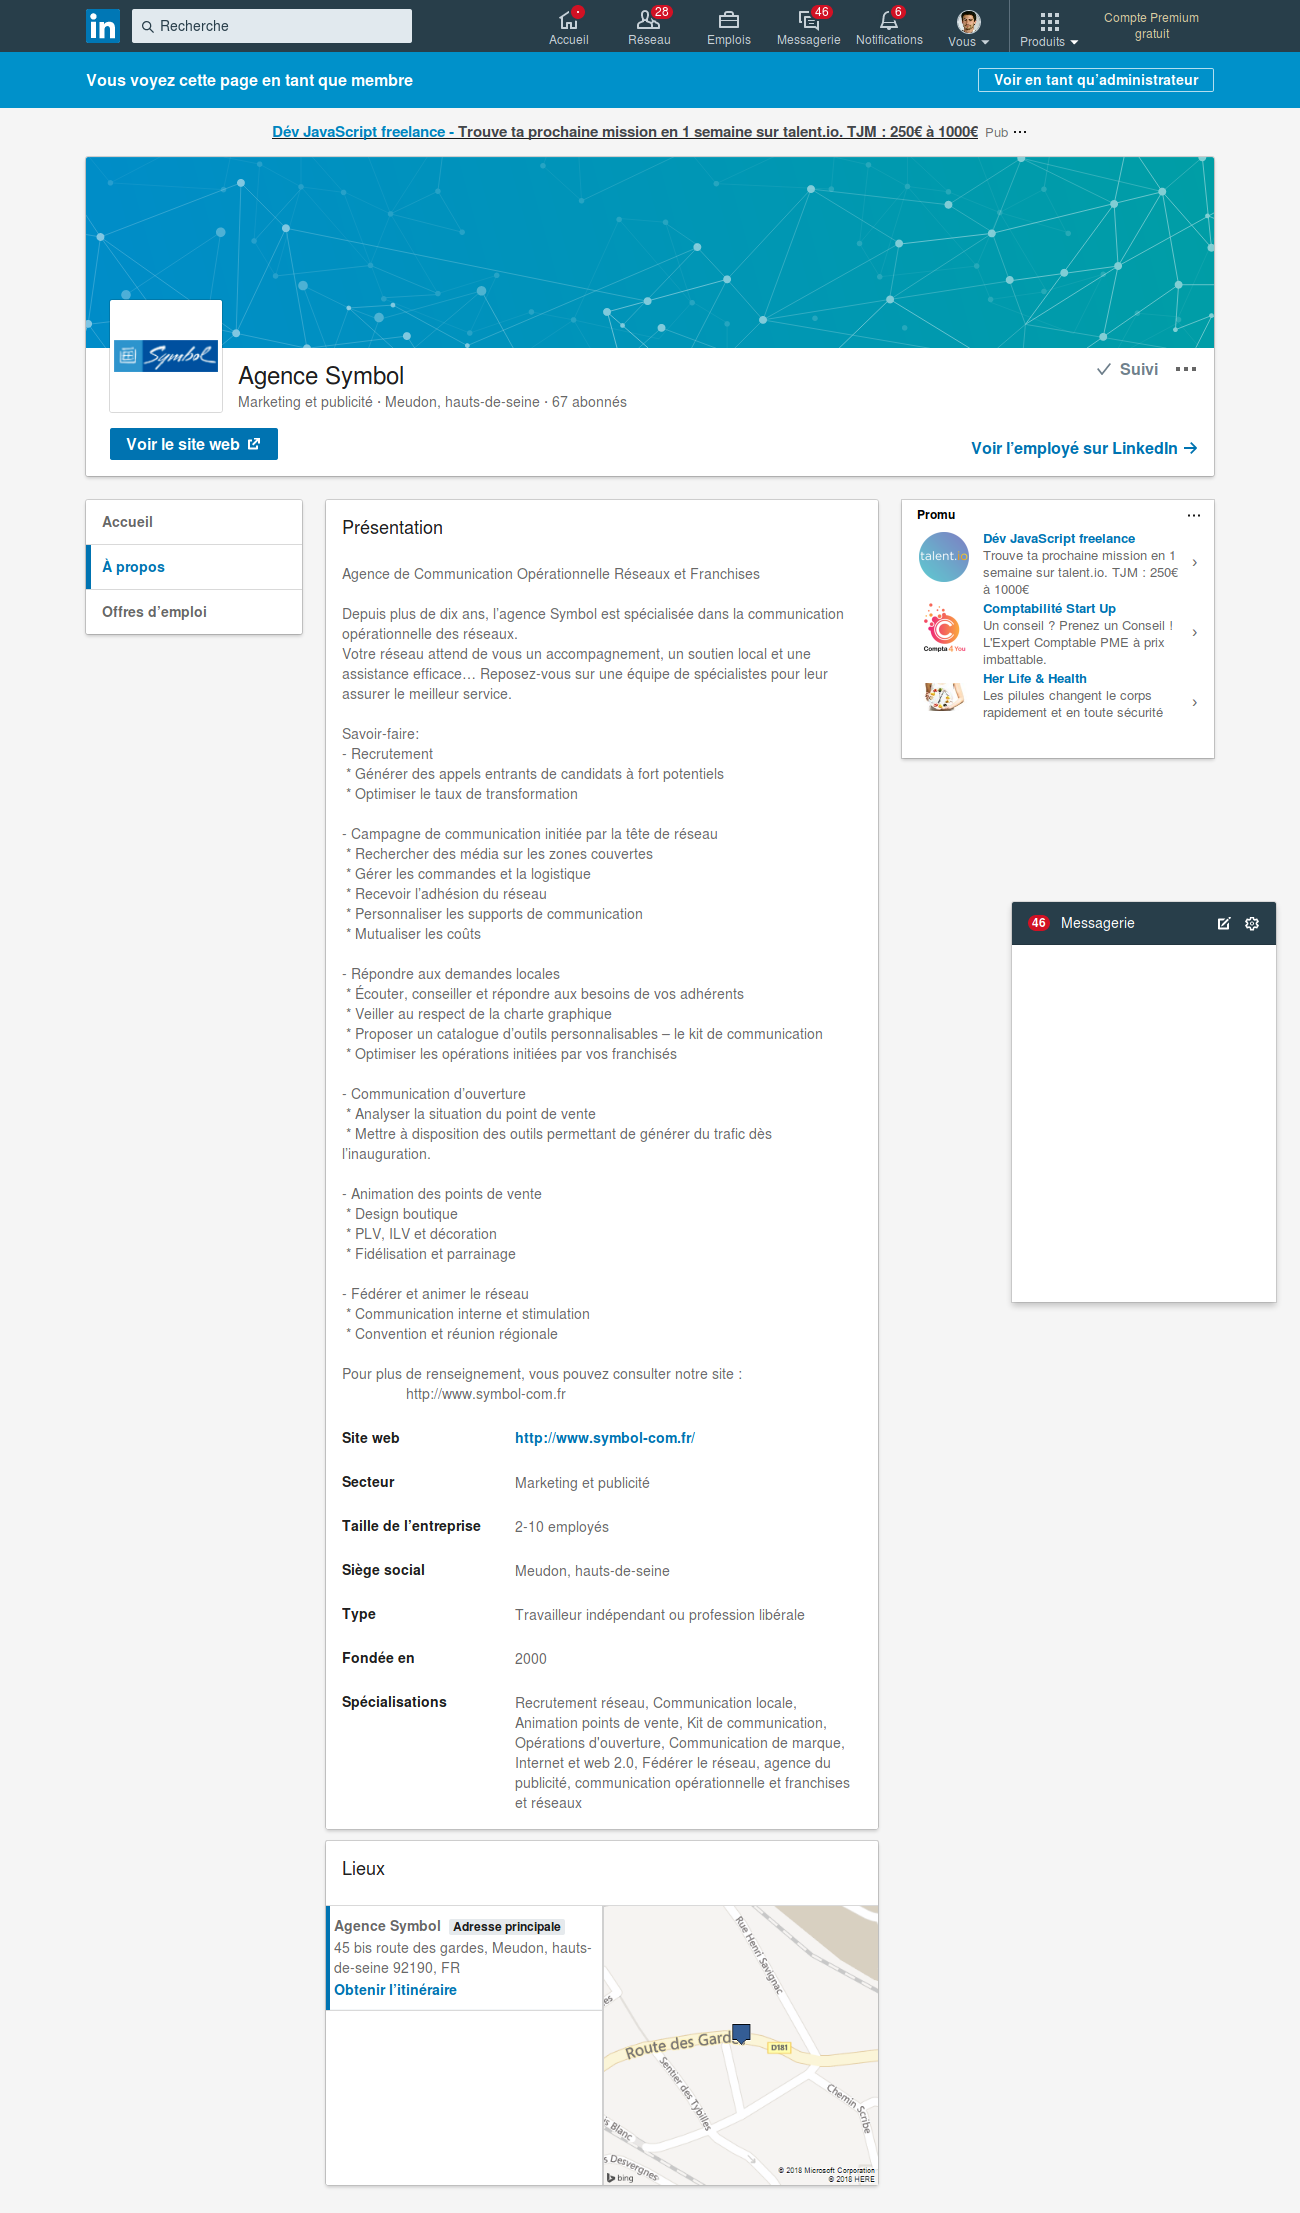 in
Recherche
·
28
46
6
Accueil
Réseau
Emplois
Messagerie
Notifications
Vous
Produits
Compte Premium
gratuit
Vous voyez cette page en tant que membre
Voir en tant qu’administrateur
Dév JavaScript freelance - Trouve ta prochaine mission en 1 semaine sur talent.io. TJM : 250€ à 1000€ Pub ···
Symbol
Agence Symbol
Marketing et publicité · Meudon, hauts-de-seine · 67 abonnés
Suivi
Voir le site web
Voir l’employé sur LinkedIn
Accueil
À propos
Offres d’emploi
Présentation
Agence de Communication Opérationnelle Réseaux et Franchises
Depuis plus de dix ans, l’agence Symbol est spécialisée dans la communication
opérationnelle des réseaux.
Votre réseau attend de vous un accompagnement, un soutien local et une
assistance efficace… Reposez-vous sur une équipe de spécialistes pour leur
assurer le meilleur service.
Savoir-faire:
- Recrutement
* Générer des appels entrants de candidats à fort potentiels
* Optimiser le taux de transformation
- Campagne de communication initiée par la tête de réseau
* Rechercher des média sur les zones couvertes
* Gérer les commandes et la logistique
* Recevoir l’adhésion du réseau
* Personnaliser les supports de communication
* Mutualiser les coûts
- Répondre aux demandes locales
* Écouter, conseiller et répondre aux besoins de vos adhérents
* Veiller au respect de la charte graphique
* Proposer un catalogue d’outils personnalisables – le kit de communication
* Optimiser les opérations initiées par vos franchisés
- Communication d’ouverture
* Analyser la situation du point de vente
* Mettre à disposition des outils permettant de générer du trafic dès
l’inauguration.
- Animation des points de vente
* Design boutique
* PLV, ILV et décoration
* Fidélisation et parrainage
- Fédérer et animer le réseau
* Communication interne et stimulation
* Convention et réunion régionale
Pour plus de renseignement, vous pouvez consulter notre site :
http://www.symbol-com.fr
Site web
http://www.symbol-com.fr/
Secteur
Marketing et publicité
Taille de l’entreprise
2-10 employés
Siège social
Meudon, hauts-de-seine
Type
Travailleur indépendant ou profession libérale
Fondée en
2000
Spécialisations
Recrutement réseau, Communication locale,
Animation points de vente, Kit de communication,
Opérations d'ouverture, Communication de marque,
Internet et web 2.0, Fédérer le réseau, agence du
publicité, communication opérationnelle et franchises
et réseaux
Promu
talent.io
Dév JavaScript freelance
Trouve ta prochaine mission en 1
semaine sur talent.io. TJM : 250€
à 1000€
Compta 4 You
Comptabilité Start Up
Un conseil ? Prenez un Conseil !
L'Expert Comptable PME à prix
imbattable.
Her Life & Health
Les pilules changent le corps
rapidement et en toute sécurité
46 Messagerie
Lieux
Agence Symbol Adresse principale
45 bis route des gardes, Meudon, hauts-
de-seine 92190, FR
Obtenir l’itinéraire
Rue Henri Savignac
es
Route des Gard
D181
Sentier des Tybilles
Chemin Scribe
is Blanc
s Desvergnes
bing
© 2018 Microsoft Corporation
© 2018 HERE